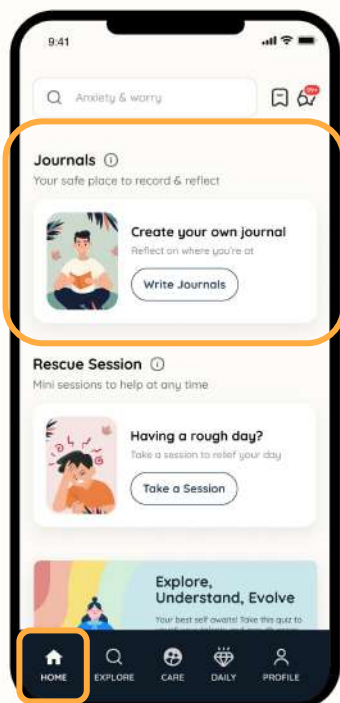 9:41
Anxiety & worry
99+
Journals
Your safe place to record & reflect
Create your own journal
Reflect on where you're at
Write Journals
Rescue Session
Mini sessions to help at any time
Having a rough day?
Take a session to relief your day
Take a Session
Explore,
Understand, Evolve
Your best self awaits! Take this quiz to
HOME
EXPLORE
CARE
DAILY
PROFILE